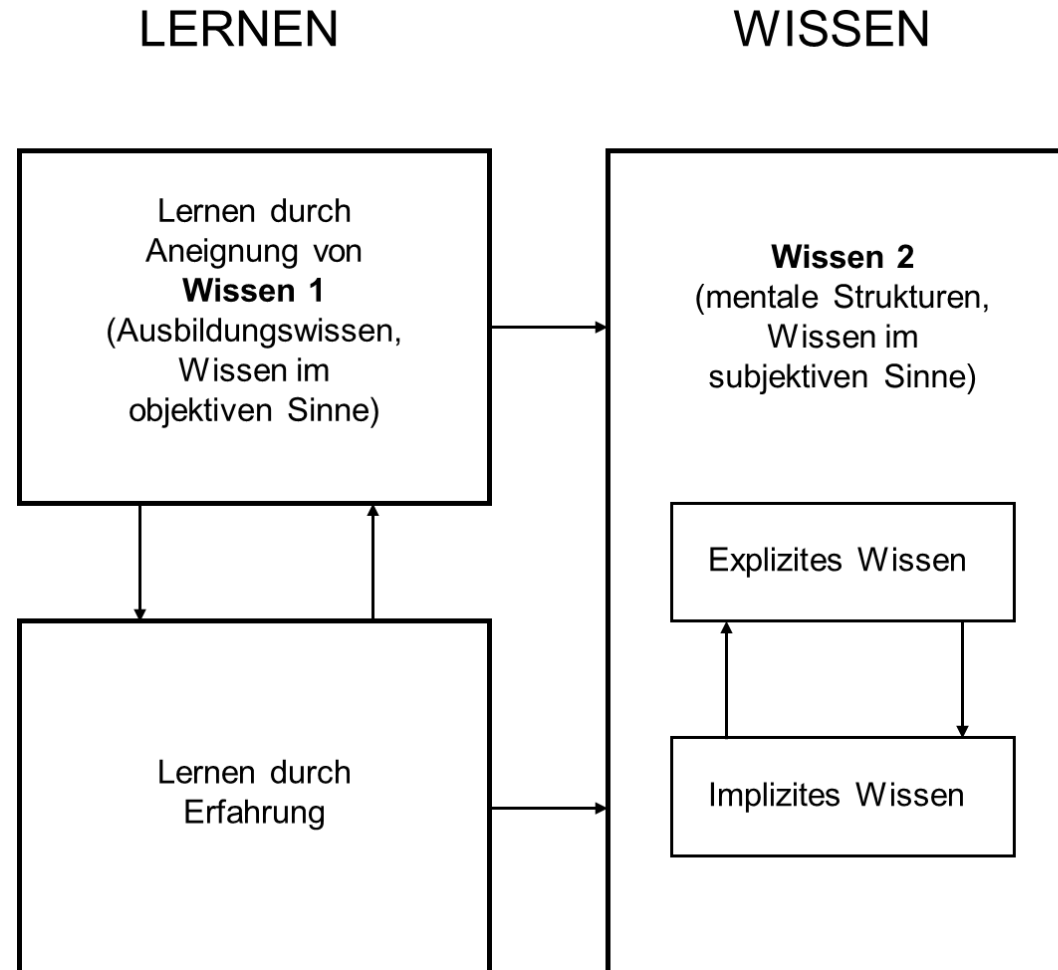 LERNEN
WISSEN
Lernen durch
Aneignung von
Wissen 1
(Ausbildungswissen,
Wissen im
objektiven Sinne)
Wissen 2
(mentale Strukturen,
Wissen im
subjektiven Sinne)
Explizites Wissen
Lernen durch
Erfahrung
Implizites Wissen